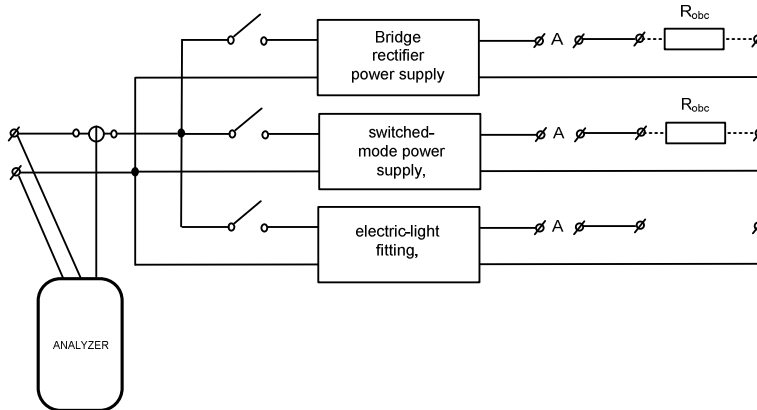 Bridge
rectifier
power supply
A
Robc
switched-
mode power
supply,
A
Robc
electric-light
fitting,
A
ANALYZER